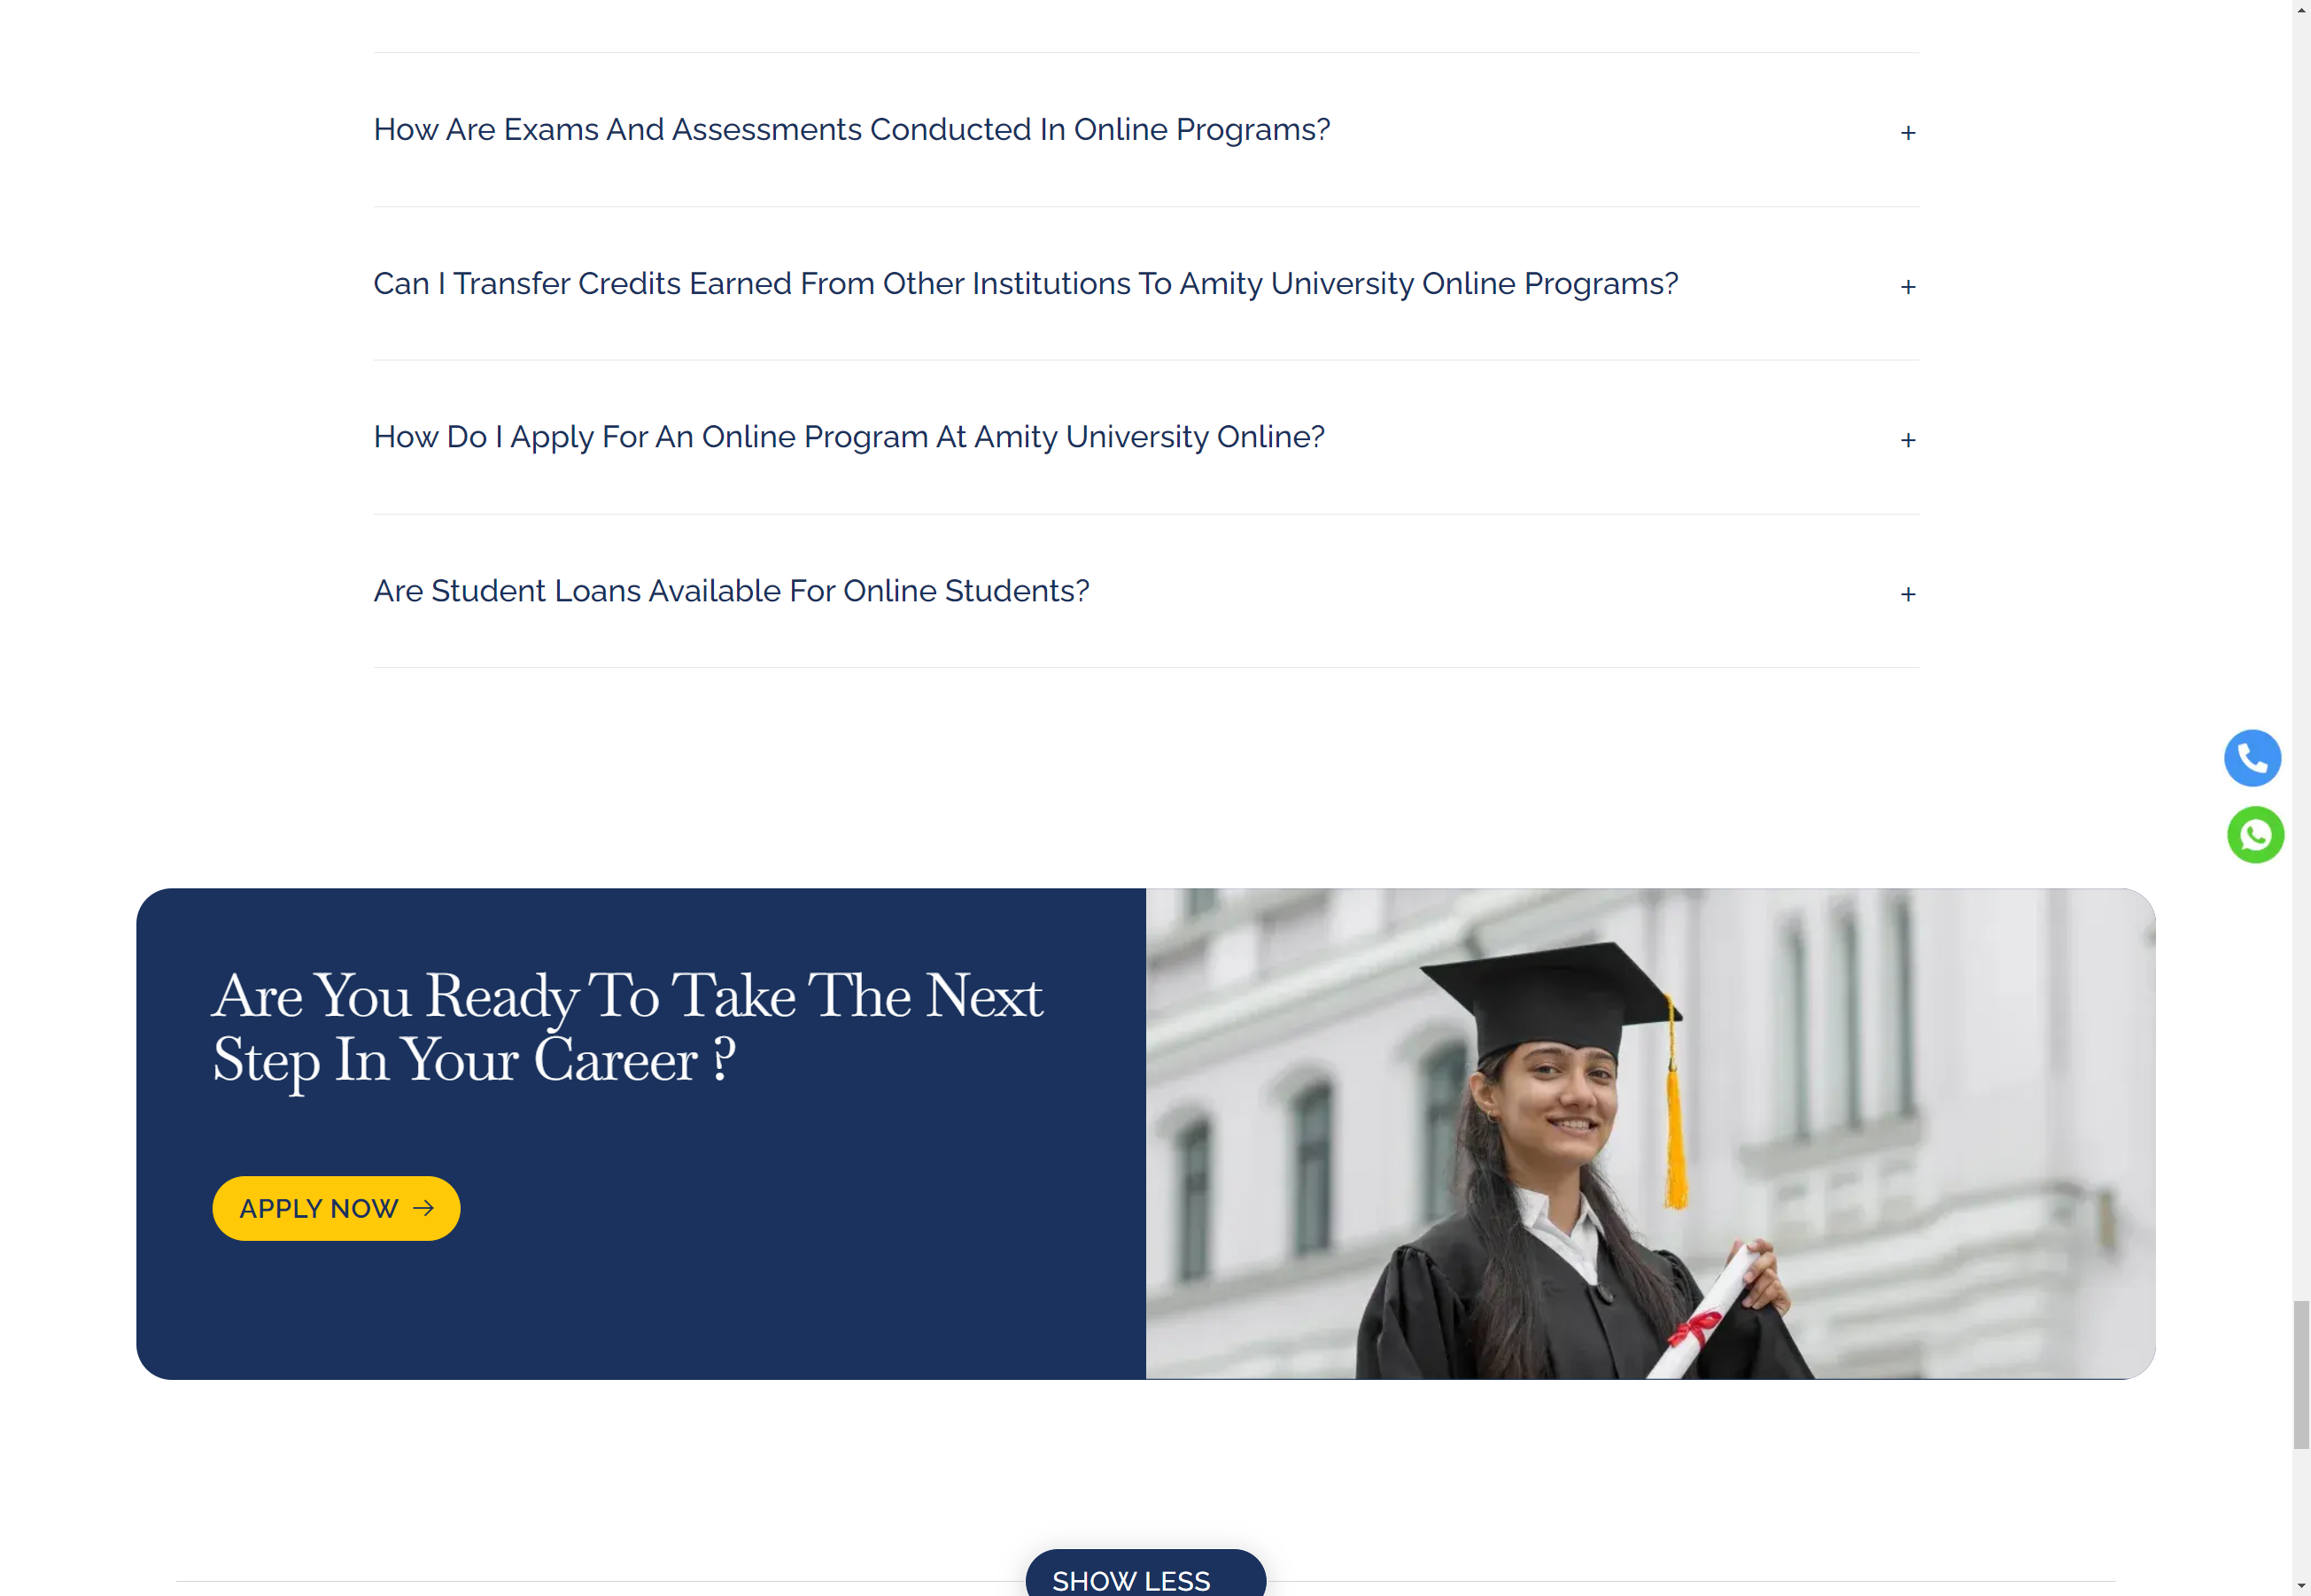 How Are Exams And Assessments Conducted In Online Programs?
+
Can I Transfer Credits Earned From Other Institutions To Amity University Online Programs?
+
How Do I Apply For An Online Program At Amity University Online?
+
Are Student Loans Available For Online Students?
+
Are You Ready To Take The Next
Step In Your Career ?
APPLY NOW →
SHOW LESS